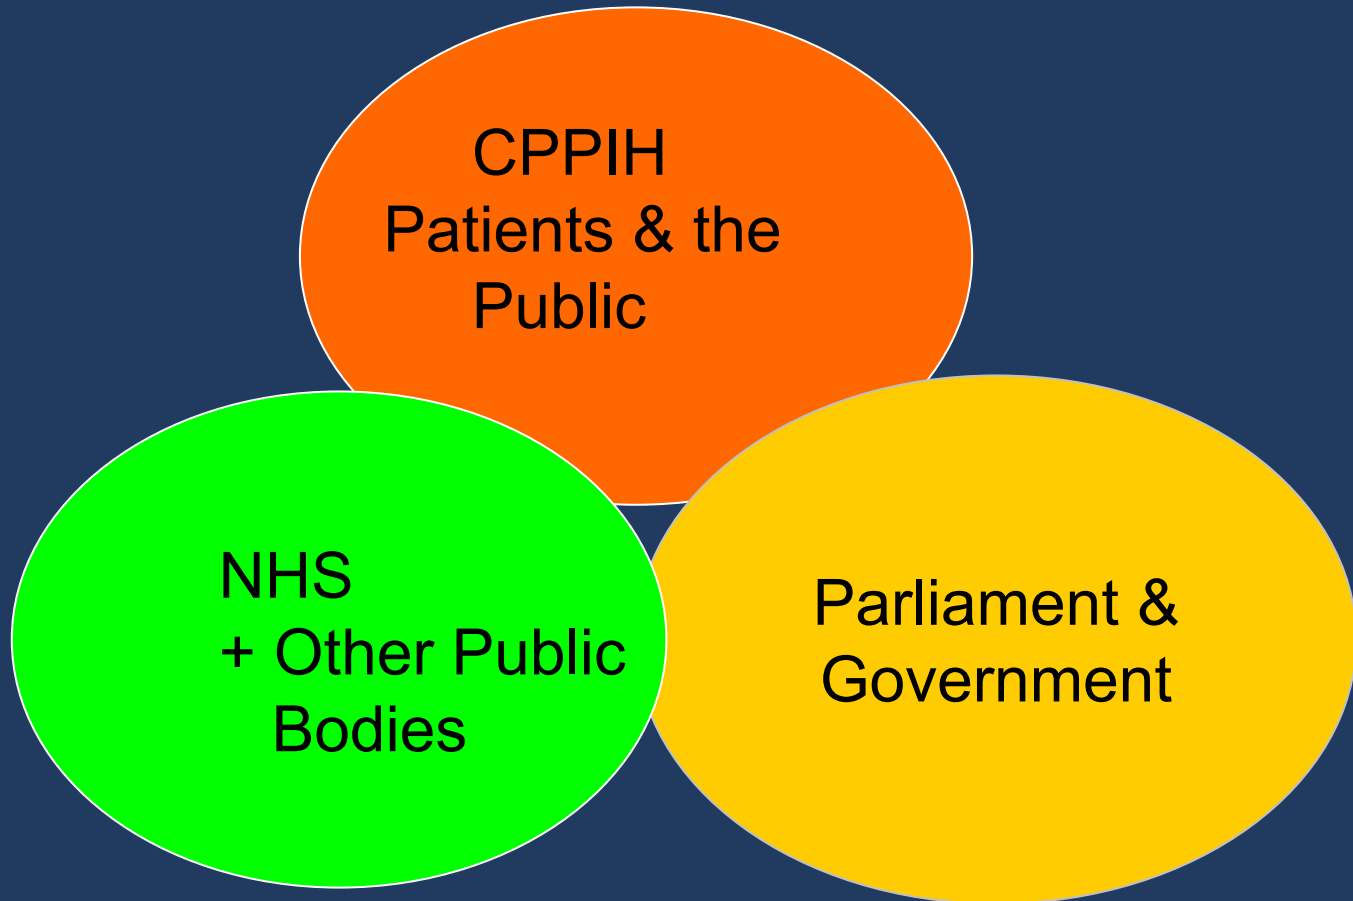 CPPIH
Patients & the
Public
NHS
+ Other Public
Bodies
Parliament &
Government